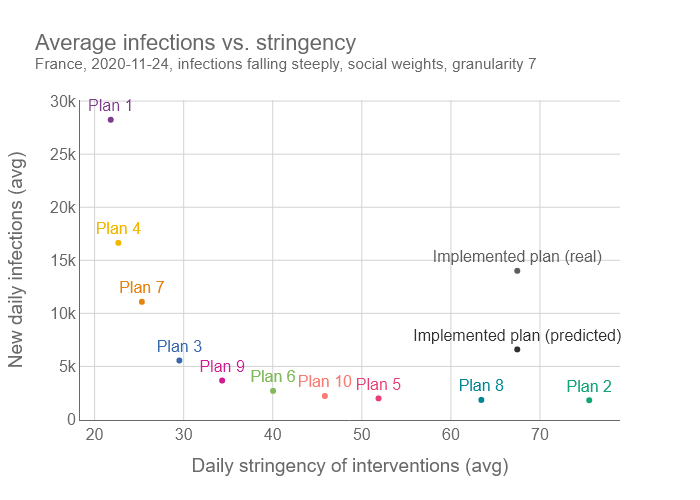 Average infections vs. stringency
France, 2020-11-24, infections falling steeply, social weights, granularity 7
New daily infections (avg)
30k
25k
20k
15k
10k
5k
0
Plan 1
Plan 4
Implemented plan (real)
Plan 7
Implemented plan (predicted)
Plan 3
Plan 9
Plan 6
Plan 10
Plan 5
Plan 8
Plan 2
20
30
40
50
60
70
Daily stringency of interventions (avg)